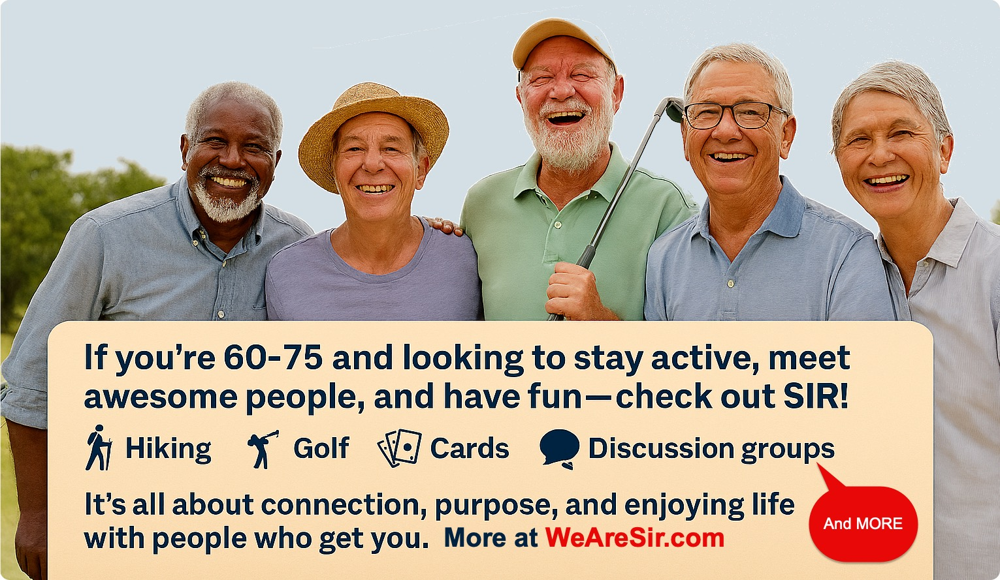 If you’re 60-75 and looking to stay active, meet
awesome people, and have fun—check out SIR!
Hiking Golf Cards Discussion groups
It’s all about connection, purpose, and enjoying life
with people who get you. More at WeAreSir.com
And MORE